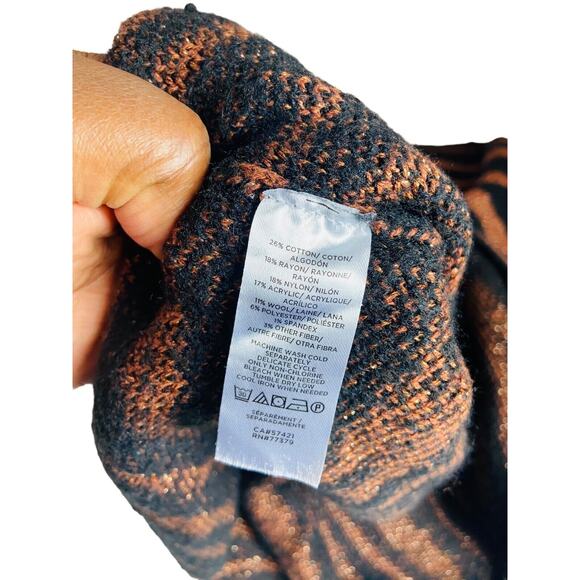 26% COTTON/ COTON/
ALGODÓN
18% RAYON/ RAYONNE/
RAYÓN
18% NYLON/ NILÓN
17% ACRYLIC/ ACRYLIQUE/
ACRÍLICO
11% WOOL/ LAINE/ LANA
6% POLYESTER/ POLIÉSTER
1% SPANDEX
3% OTHER FIBER/
AUTRE FIBRE/ OTRA FIBRA
MACHINE WASH COLD
SEPARATELY
DELICATE CYCLE
ONLY NON-CHLORINE
BLEACH WHEN NEEDED
TUMBLE DRY LOW
COOL IRON WHEN NEEDED
30 P
SÉPARÉMENT/
SEPARADAMENTE
CA#57421
RN#77379